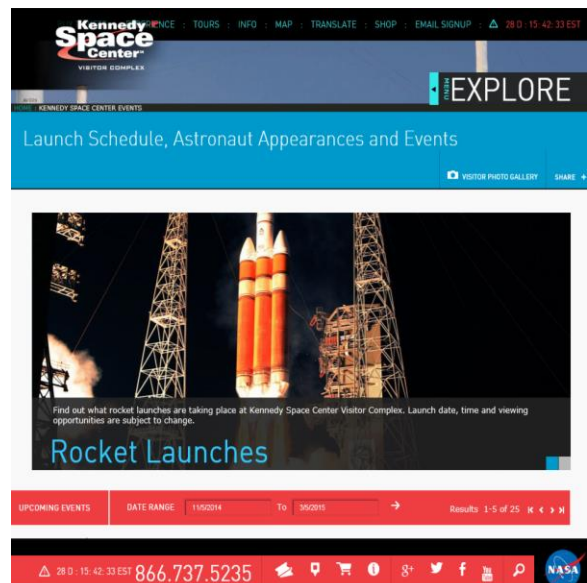 Kennedy
Space
Center
VISITOR COMPLEX
ENCE : TOURS : INFO : MAP : TRANSLATE : SHOP : EMAIL SIGNUP : 28 D : 15 : 42 : 33 EST
MENU
EXPLORE
HOME : KENNEDY SPACE CENTER EVENTS
Launch Schedule, Astronaut Appearances and Events
VISITOR PHOTO GALLERY SHARE +
Find out what rocket launches are taking place at Kennedy Space Center Visitor Complex. Launch date, time and viewing
opportunities are subject to change.
Rocket Launches
UPCOMING EVENTS DATE RANGE 11/5/2014 To 3/5/2015 Results 1-5 of 25
28 D : 15 : 42 : 33 EST 866.737.5235 g+ f You NASA